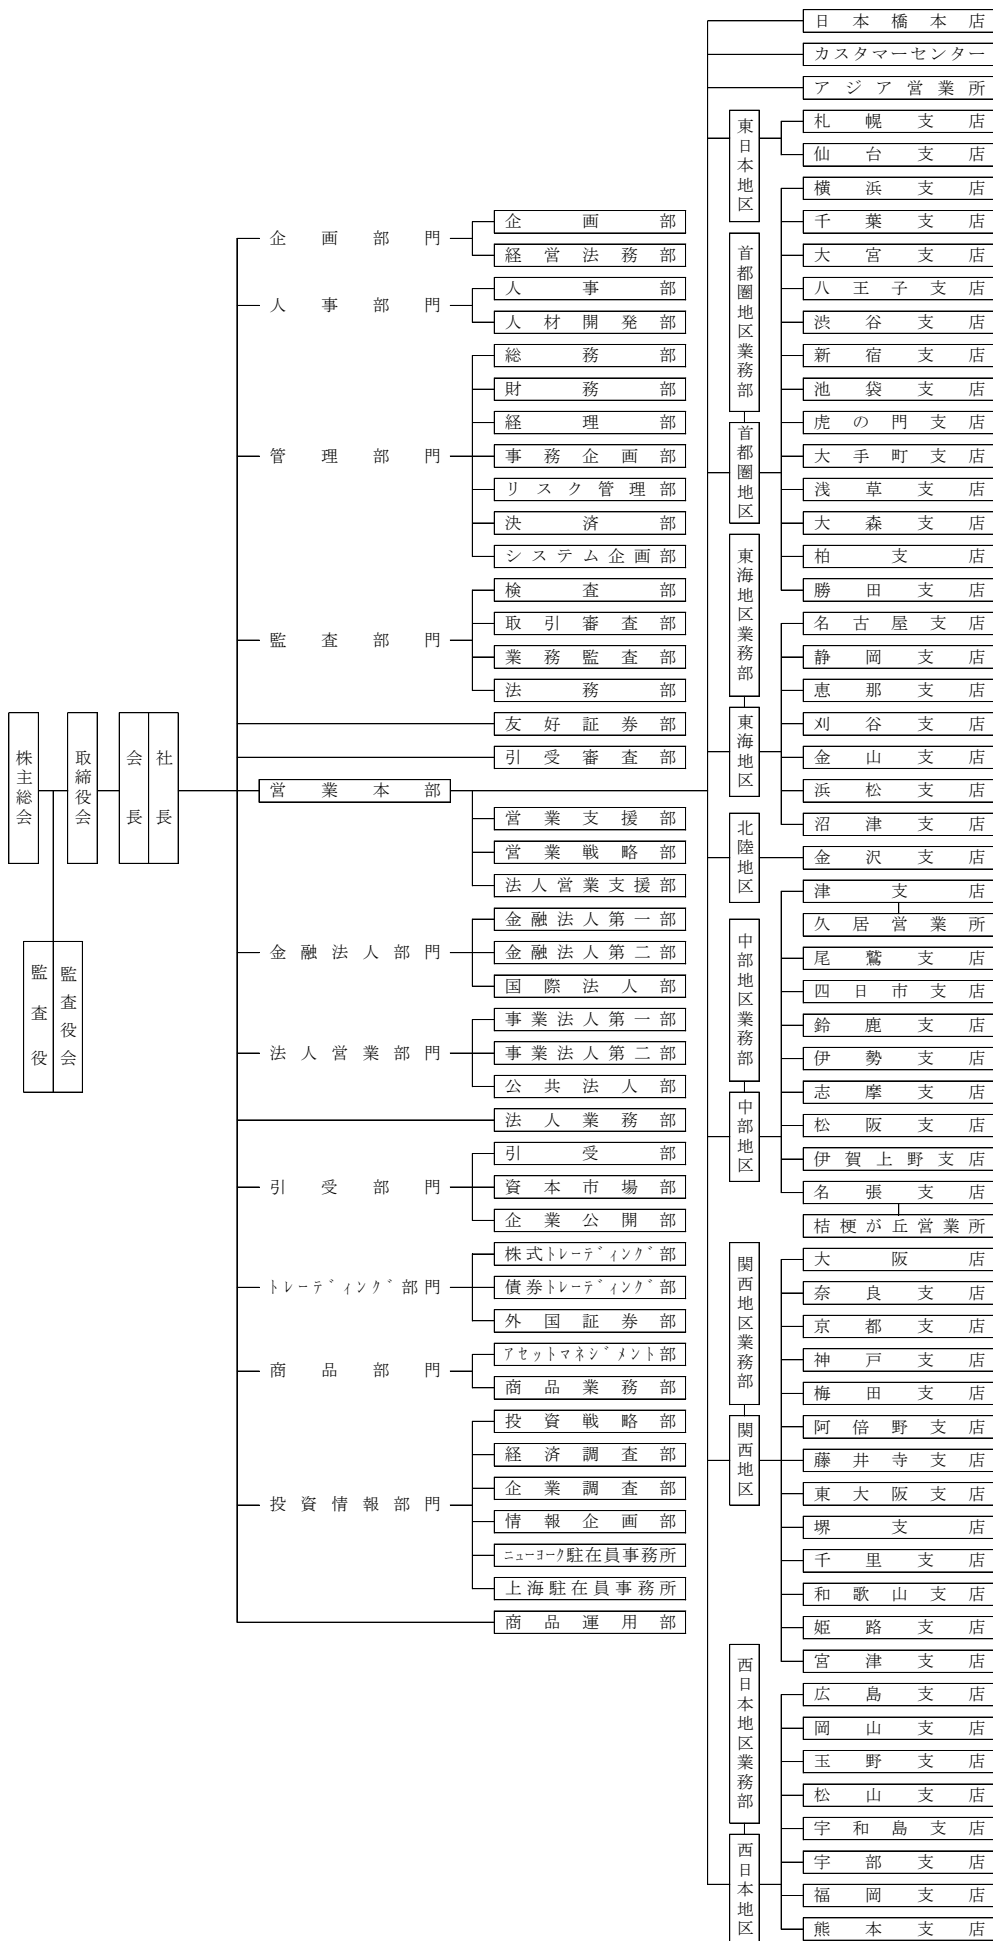 株主総会
取締役会
会長
社長
監査役
監査役会
企画部門
企画部
経営法務部
人事部門
人事部
人材開発部
管理部門
総務部
財務部
経理部
事務企画部
リスク管理部
決済部
システム企画部
監査部門
検査部
取引審査部
業務監査部
法務部
友好証券部
引受審査部
営業本部
営業支援部
営業戦略部
法人営業支援部
金融法人部門
金融法人第一部
金融法人第二部
国際法人部
法人営業部門
事業法人第一部
事業法人第二部
公共法人部
法人業務部
引受部門
引受部
資本市場部
企業公開部
トレーディング部門
株式トレーディング部
債券トレーディング部
外国証券部
商品部門
アセットマネジメント部
商品業務部
投資情報部門
投資戦略部
経済調査部
企業調査部
情報企画部
ニューヨーク駐在員事務所
上海駐在員事務所
商品運用部
日本橋本店
カスタマーセンター
アジア営業所
東日本地区
札幌支店
仙台支店
首都圏地区業務部
首都圏地区
横浜支店
千葉支店
大宮支店
八王子支店
渋谷支店
新宿支店
池袋支店
虎の門支店
大手町支店
浅草支店
大森支店
柏支店
勝田支店
東海地区業務部
東海地区
名古屋支店
静岡支店
恵那支店
刈谷支店
金山支店
浜松支店
沼津支店
北陸地区
金沢支店
中部地区業務部
中部地区
津支店
久居営業所
尾鷲支店
四日市支店
鈴鹿支店
伊勢支店
志摩支店
松阪支店
伊賀上野支店
名張支店
桔梗が丘営業所
関西地区業務部
関西地区
大阪店
奈良支店
京都支店
神戸支店
梅田支店
阿倍野支店
藤井寺支店
東大阪支店
堺支店
千里支店
和歌山支店
姫路支店
宮津支店
西日本地区業務部
西日本地区
広島支店
岡山支店
玉野支店
松山支店
宇和島支店
宇部支店
福岡支店
熊本支店